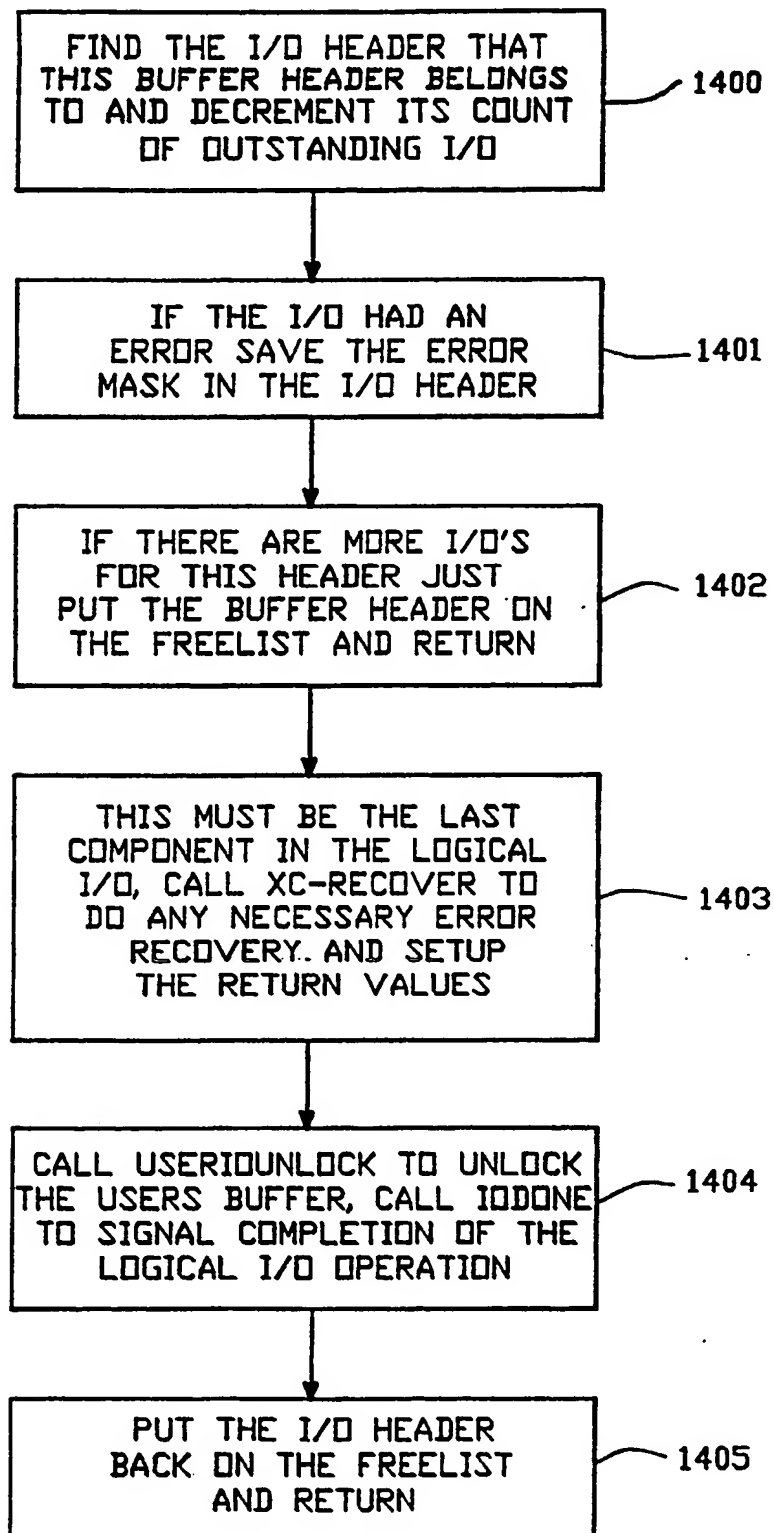 FIND THE I/O HEADER THAT
THIS BUFFER HEADER BELONGS
TO AND DECREMENT ITS COUNT
OF OUTSTANDING I/O
1400
IF THE I/O HAD AN
ERROR SAVE THE ERROR
MASK IN THE I/O HEADER
1401
IF THERE ARE MORE I/O'S
FOR THIS HEADER JUST
PUT THE BUFFER HEADER ON
THE FREELIST AND RETURN
1402
THIS MUST BE THE LAST
COMPONENT IN THE LOGICAL
I/O, CALL XC-RECOVER TO
DO ANY NECESSARY ERROR
RECOVERY. AND SETUP
THE RETURN VALUES
1403
CALL USERIOUNLOCK TO UNLOCK
THE USERS BUFFER, CALL IODONE
TO SIGNAL COMPLETION OF THE
LOGICAL I/O OPERATION
1404
PUT THE I/O HEADER
BACK ON THE FREELIST
AND RETURN
1405